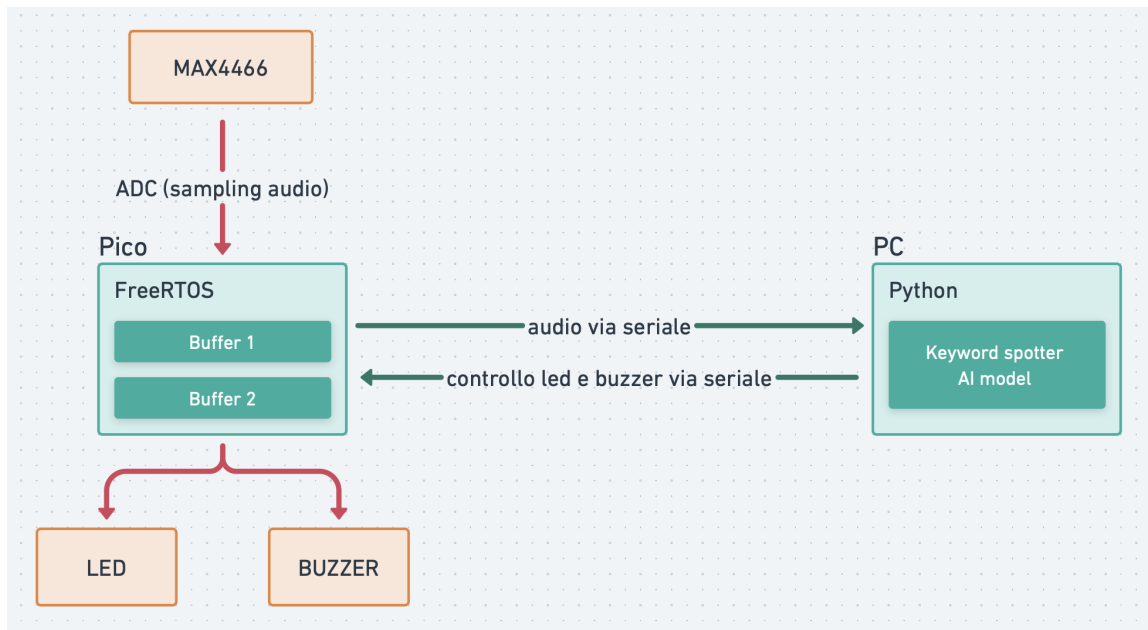 MAX4466
ADC (sampling audio)
Pico
PC
FreeRTOS
Buffer 1
Buffer 2
audio via seriale
controllo led e buzzer via seriale
Python
Keyword spotter
AI model
LED
BUZZER